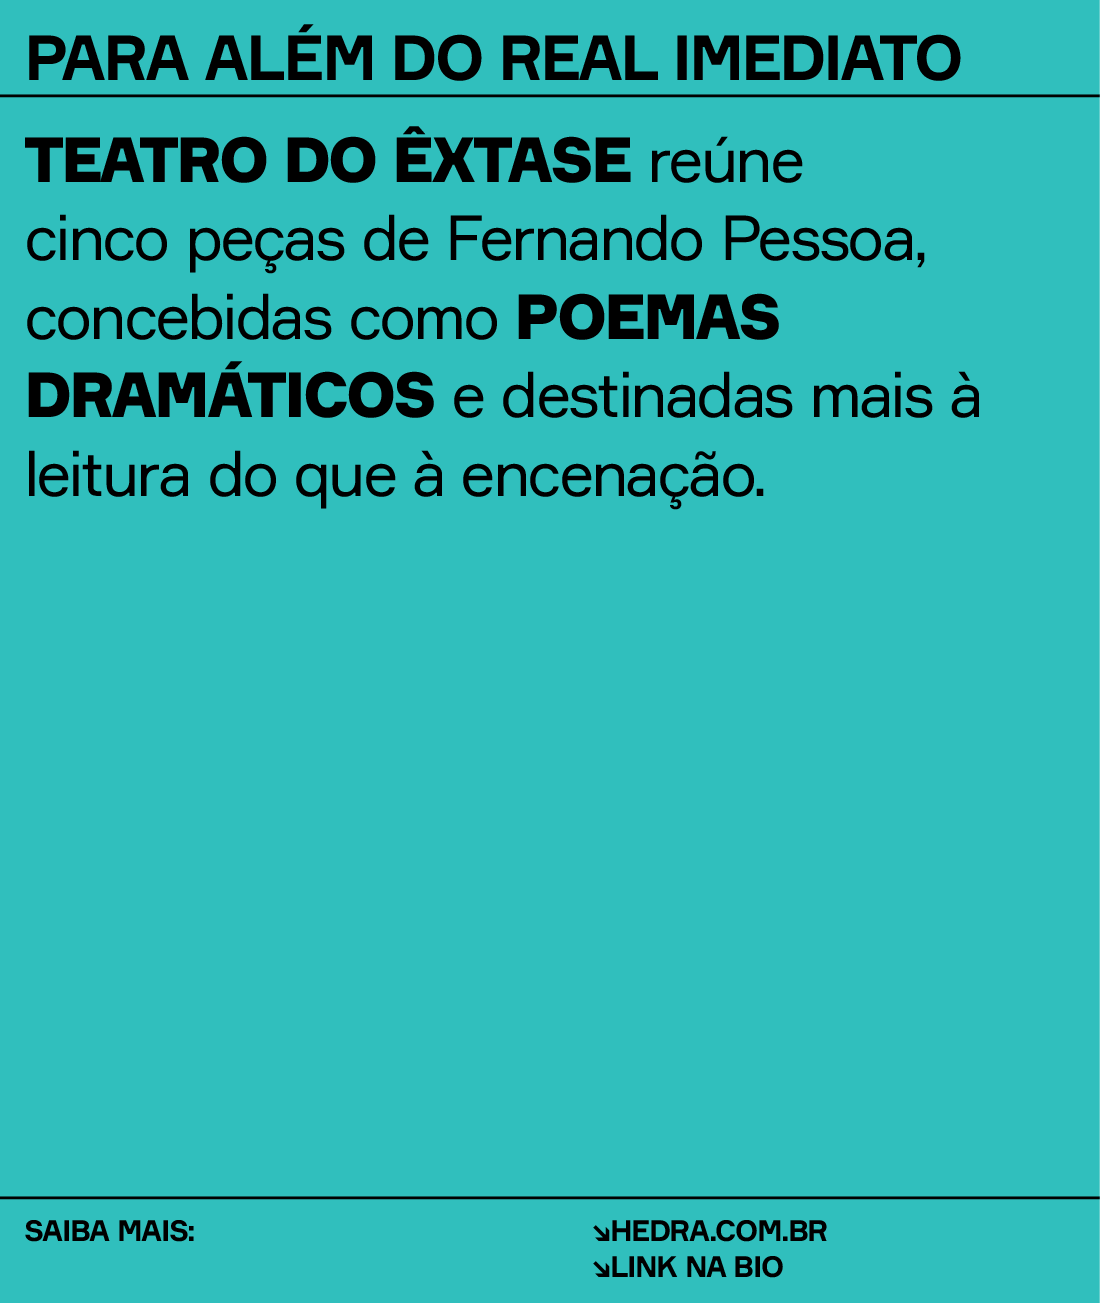 PARA ALÉM DO REAL IMEDIATO
TEATRO DO ÊXTASE reúne
cinco peças de Fernando Pessoa,
concebidas como POEMAS
DRAMÁTICOS e destinadas mais à
leitura do que à encenação.
SAIBA MAIS:
↘HEDRA.COM.BR
↘LINK NA BIO